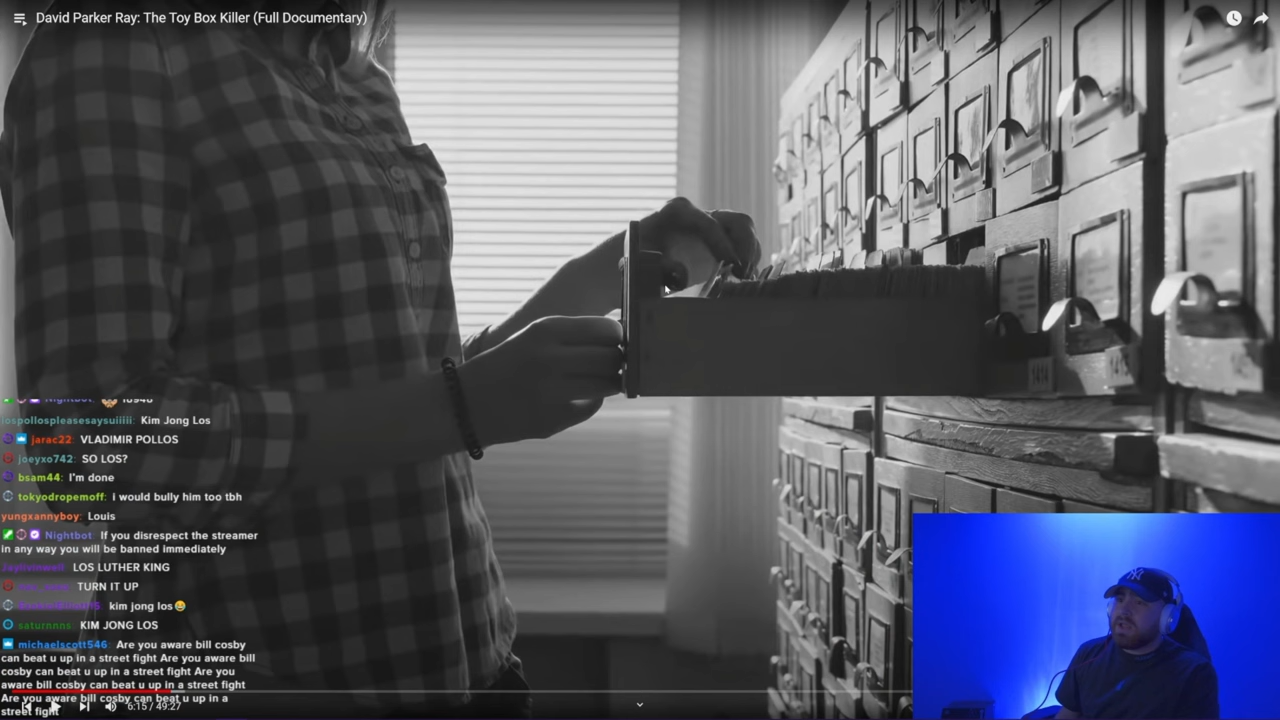 David Parker Ray: The Toy Box Killer (Full Documentary)
Nightbot: 18948
lospollospleasesaysuiiiii: Kim Jong Los
jarac22: VLADIMIR POLLOS
joeyxo742: SO LOS?
bsam44: I'm done
tokyodropemoff: i would bully him too tbh
yungxannyboy: Louis
Nightbot: If you disrespect the streamer
in any way you will be banned immediately
LOS LUTHER KING
TURN IT UP
kim jong los😂
saturnnns: KIM JONG LOS
michaelscott546: Are you aware bill cosby
can beat u up in a street fight Are you aware bill
cosby can beat u up in a street fight Are you
aware bill cosby can beat u up in a street fight
Are you aware bill cosby can beat u up in a
street fight
6:15 / 49:27
1414